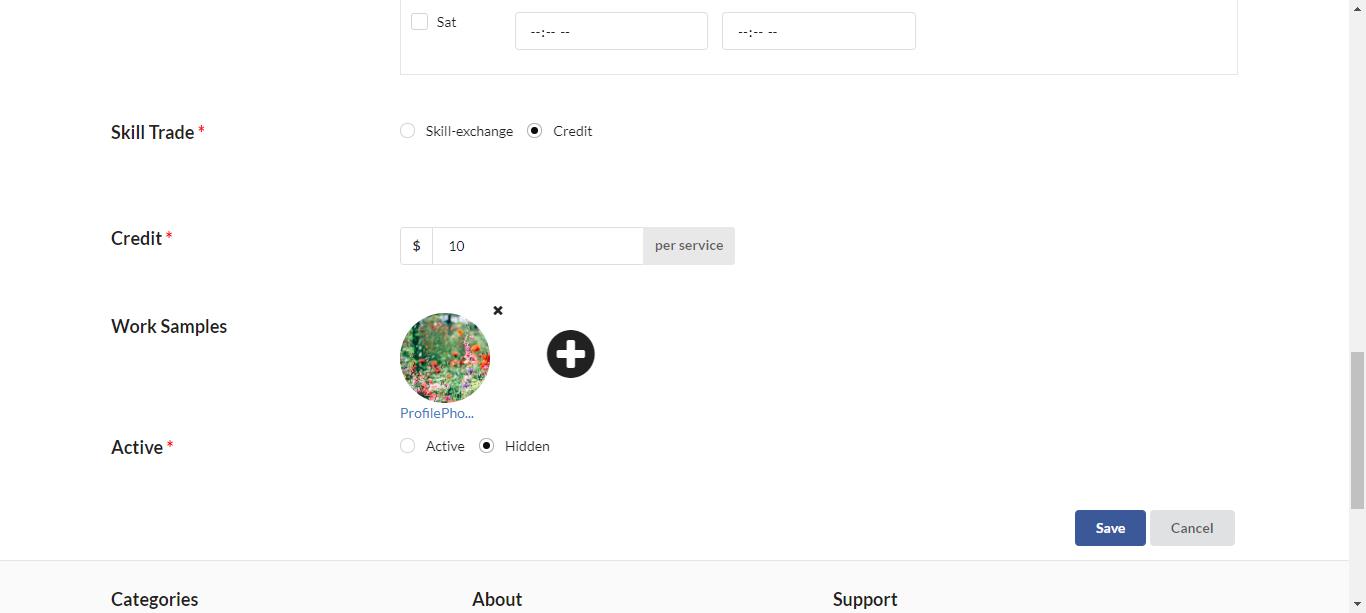 Sat --:-- -- --:-- --
Skill Trade * Skill-exchange Credit
Credit * $ 10 per service
Work Samples
ProfilePho...
Active * Active Hidden
Save Cancel
Categories About Support